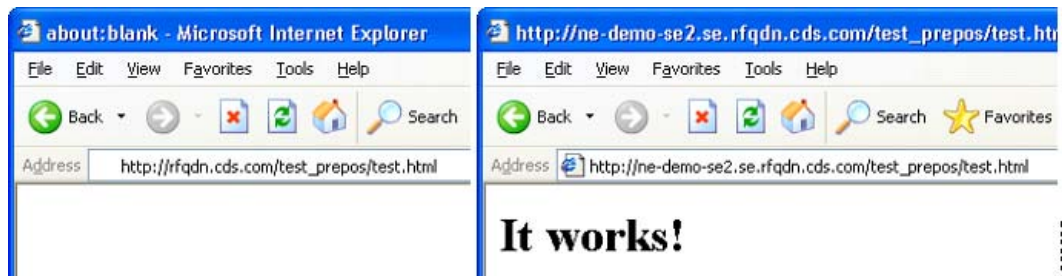 about:blank - Microsoft Internet Explorer
File Edit View Favorites Tools Help
Back Search
Address http://rfqdn.cds.com/test_prepos/test.html
http://ne-demo-se2.se.rfqdn.cds.com/test_prepos/test.htm
File Edit View Favorites Tools Help
Back Search Favorites
Address http://ne-demo-se2.se.rfqdn.cds.com/test_prepos/test.html
It works!